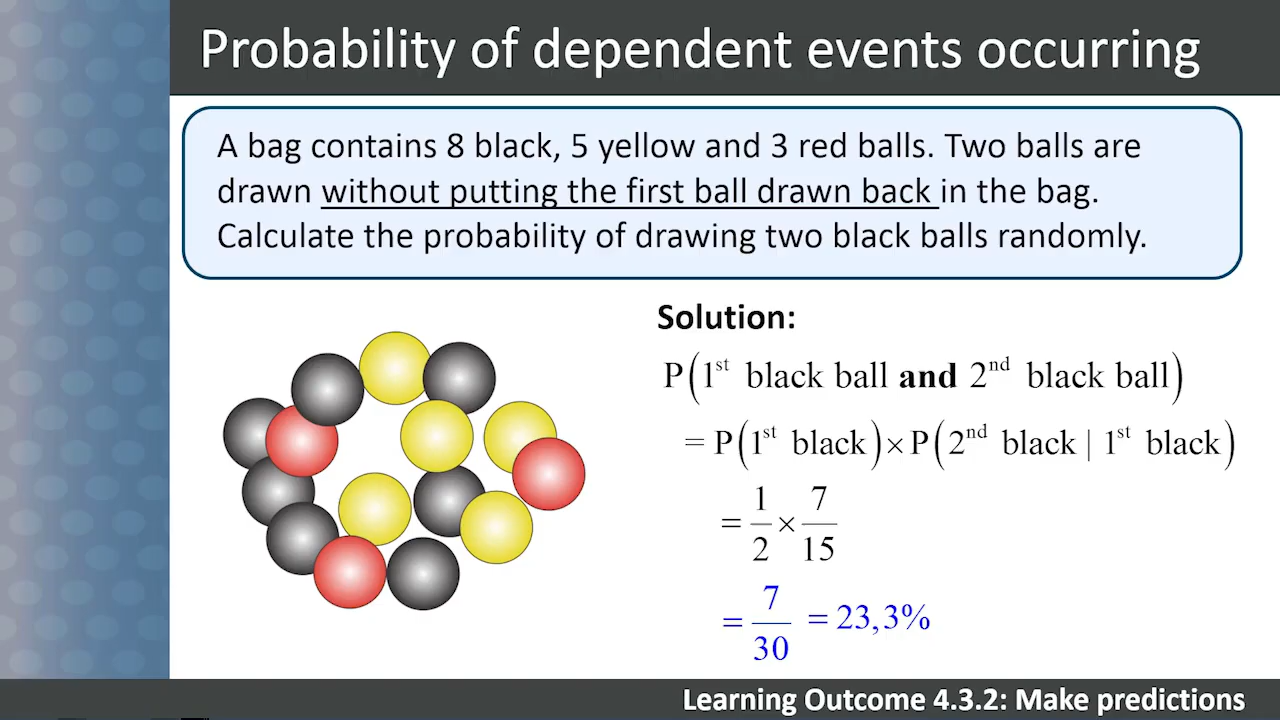 Probability of dependent events occurring
A bag contains 8 black, 5 yellow and 3 red balls. Two balls are
drawn without putting the first ball drawn back in the bag.
Calculate the probability of drawing two black balls randomly.
Solution:
P(1st black ball and 2nd black ball)
= P(1st black) × P(2nd black | 1st black)
= 1/2 × 7/15
= 7/30 = 23,3%
Learning Outcome 4.3.2: Make predictions